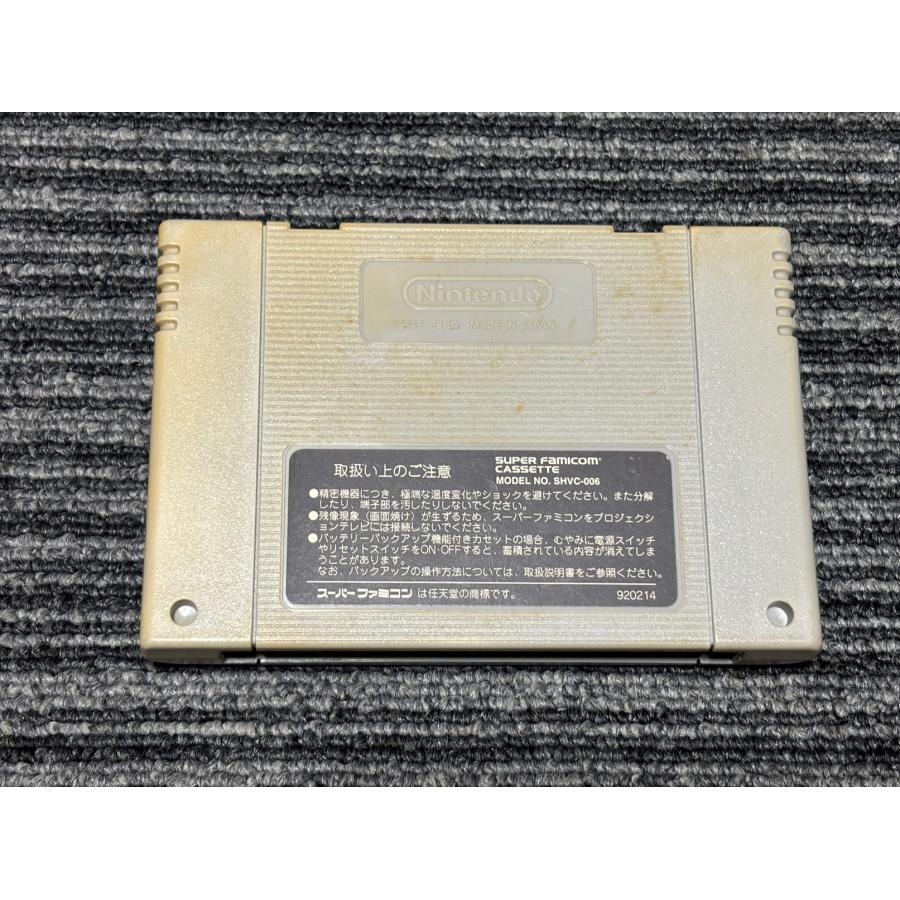 Nintendo
PAT. PEND. MADE IN JAPAN
取扱い上のご注意
SUPER FAMICOM
CASSETTE
MODEL NO. SHVC-006
●精密機器につき、極端な温度変化やショックを避けてください。また分解
したり、端子部を汚したりしないでください。
●残像現象（画面焼け）が生ずるため、スーパーファミコンをプロジェクシ
ョンテレビには接続しないでください。
●バッテリーバックアップ機能付きカセットの場合、むやみに電源スイッチ
やリセットスイッチをON・OFFすると、蓄積されている内容が消えてしま
うことがあります。
なお、バックアップの操作方法については、取扱説明書をご参照ください。
スーパーファミコン は任天堂の商標です。
920214